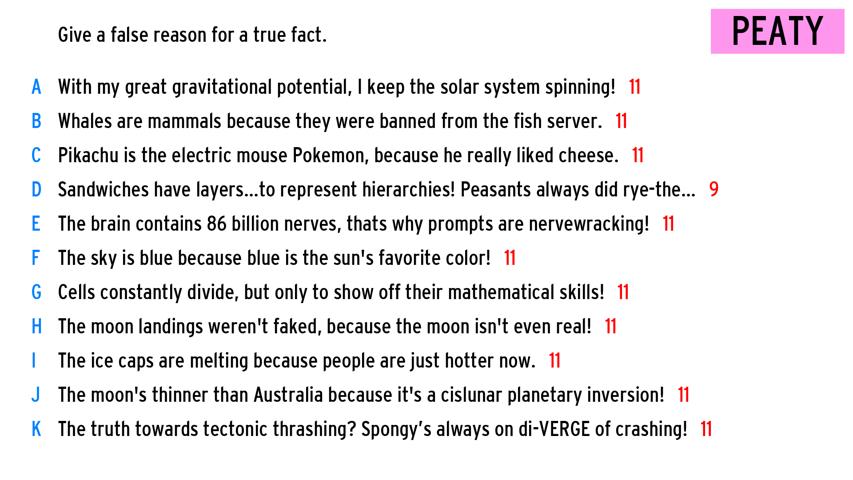 Give a false reason for a true fact.
PEATY
A With my great gravitational potential, I keep the solar system spinning! 11
B Whales are mammals because they were banned from the fish server. 11
C Pikachu is the electric mouse Pokemon, because he really liked cheese. 11
D Sandwiches have layers...to represent hierarchies! Peasants always did rye-the... 9
E The brain contains 86 billion nerves, thats why prompts are nervewracking! 11
F The sky is blue because blue is the sun's favorite color! 11
G Cells constantly divide, but only to show off their mathematical skills! 11
H The moon landings weren't faked, because the moon isn't even real! 11
I The ice caps are melting because people are just hotter now. 11
J The moon's thinner than Australia because it's a cislunar planetary inversion! 11
K The truth towards tectonic thrashing? Spongy’s always on di-VERGE of crashing! 11